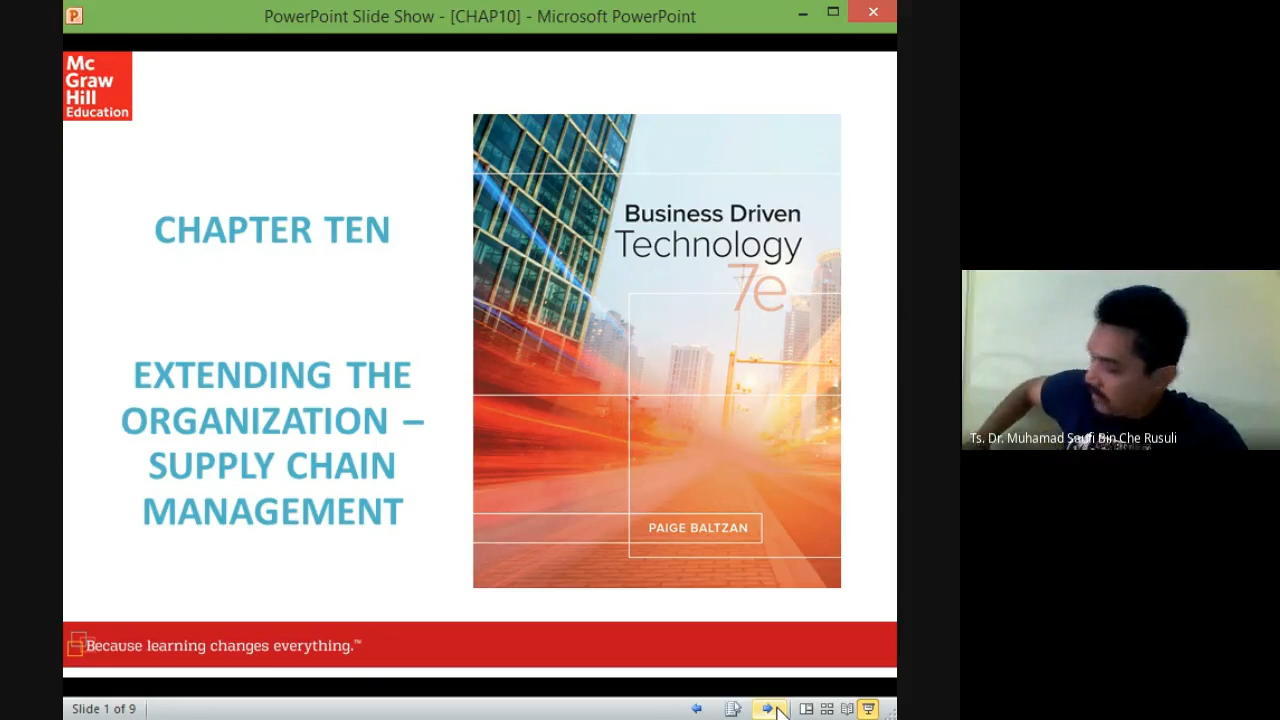 PowerPoint Slide Show - [CHAP10] - Microsoft PowerPoint
Mc
Graw
Hill
Education
CHAPTER TEN
EXTENDING THE
ORGANIZATION –
SUPPLY CHAIN
MANAGEMENT
Business Driven
Technology
7e
PAIGE BALTZAN
Because learning changes everything.™
Ts. Dr. Muhamad Saufi Bin Che Rusuli
Slide 1 of 9